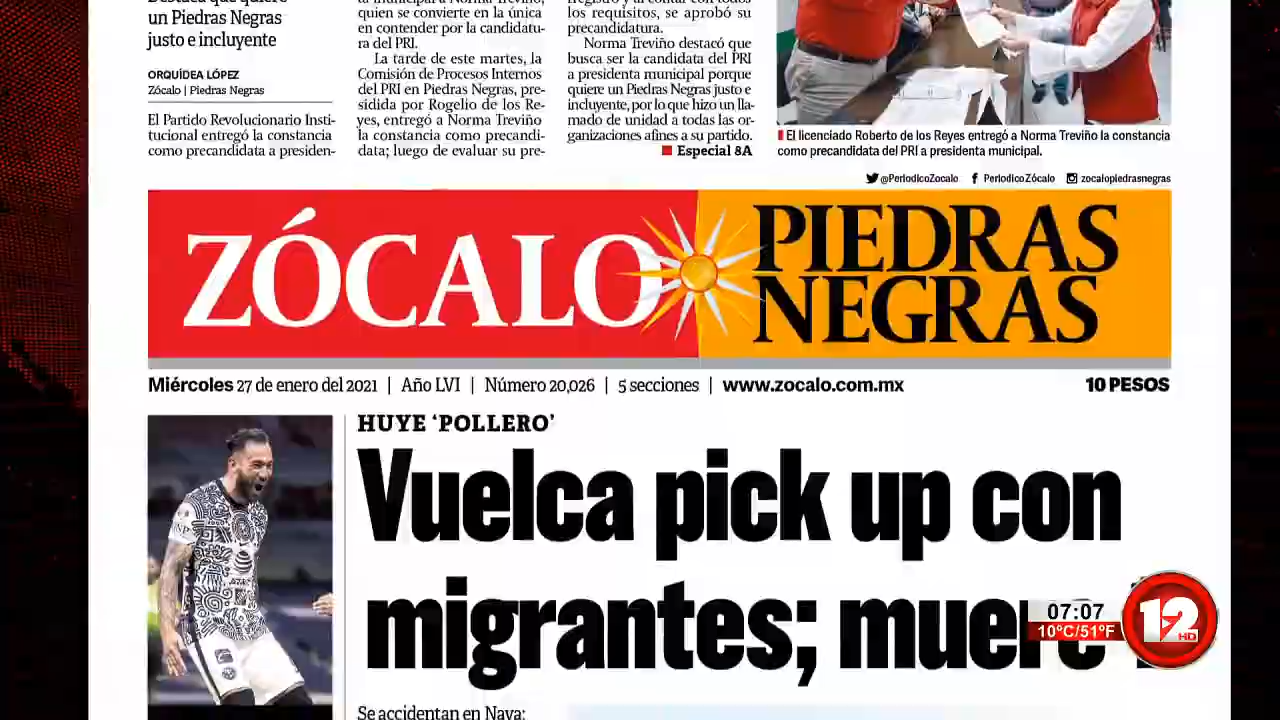 Destaca que quiere
un Piedras Negras
justo e incluyente
ORQUÍDEA LÓPEZ
Zócalo | Piedras Negras
El Partido Revolucionario Insti-
tucional entregó la constancia
como precandidata a presiden-
ta municipal a Norma Treviño,
quien se convierte en la única
en contender por la candidatu-
ra del PRI.
La tarde de este martes, la
Comisión de Procesos Internos
del PRI en Piedras Negras, pre-
sidida por Rogelio de los Re-
yes, entregó a Norma Treviño
la constancia como precandi-
data; luego de evaluar su pre-
registro y al contar con todos
los requisitos, se aprobó su
precandidatura.
Norma Treviño destacó que
busca ser la candidata del PRI
a presidenta municipal porque
quiere un Piedras Negras justo e
incluyente, por lo que hizo un lla-
mado de unidad a todas las or-
ganizaciones afines a su partido.
Especial 8A
El licenciado Roberto de los Reyes entregó a Norma Treviño la constancia
como precandidata del PRI a presidenta municipal.
@PeriodicoZocalo PeriodicoZócalo zocalopiedrasnegras
ZÓCALO PIEDRAS
NEGRAS
Miércoles 27 de enero del 2021 | Año LVI | Número 20,026 | 5 secciones | www.zocalo.com.mx 10 PESOS
HUYE ‘POLLERO’
Vuelca pick up con
migrantes; muere
Se accidentan en Nava;
07:07
10°C/51°F
12
HD